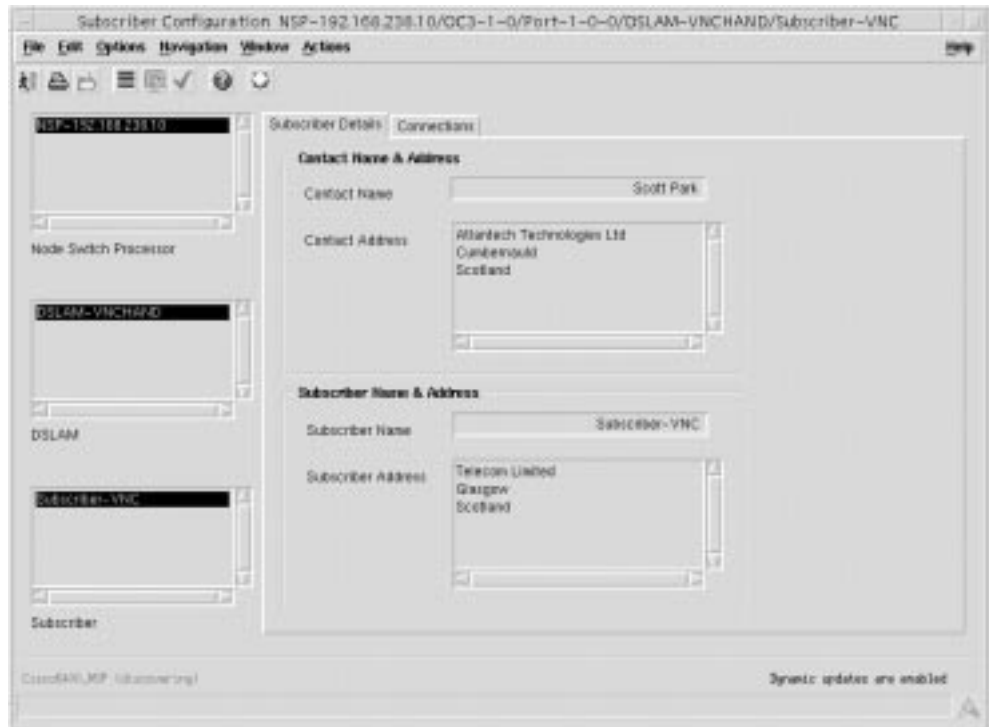 Subscriber Configuration NSP-192.168.238.10/OC3-1-0/Port-1-0-0/DSLAM-VNCHAND/Subscriber-VNC
File Edit Options Navigation Window Actions Help
NSP-192.168.238.10
Node Switch Processor
DSLAM-VNCHAND
DSLAM
Subscriber-VNC
Subscriber
Subscriber Details Connections
Contact Name & Address
Contact Name Scott Park
Contact Address Atlantech Technologies Ltd
Cumbernauld
Scotland
Subscriber Name & Address
Subscriber Name Subscriber-VNC
Subscriber Address Telecom Limited
Glasgow
Scotland
(discovering)
Dynamic updates are enabled